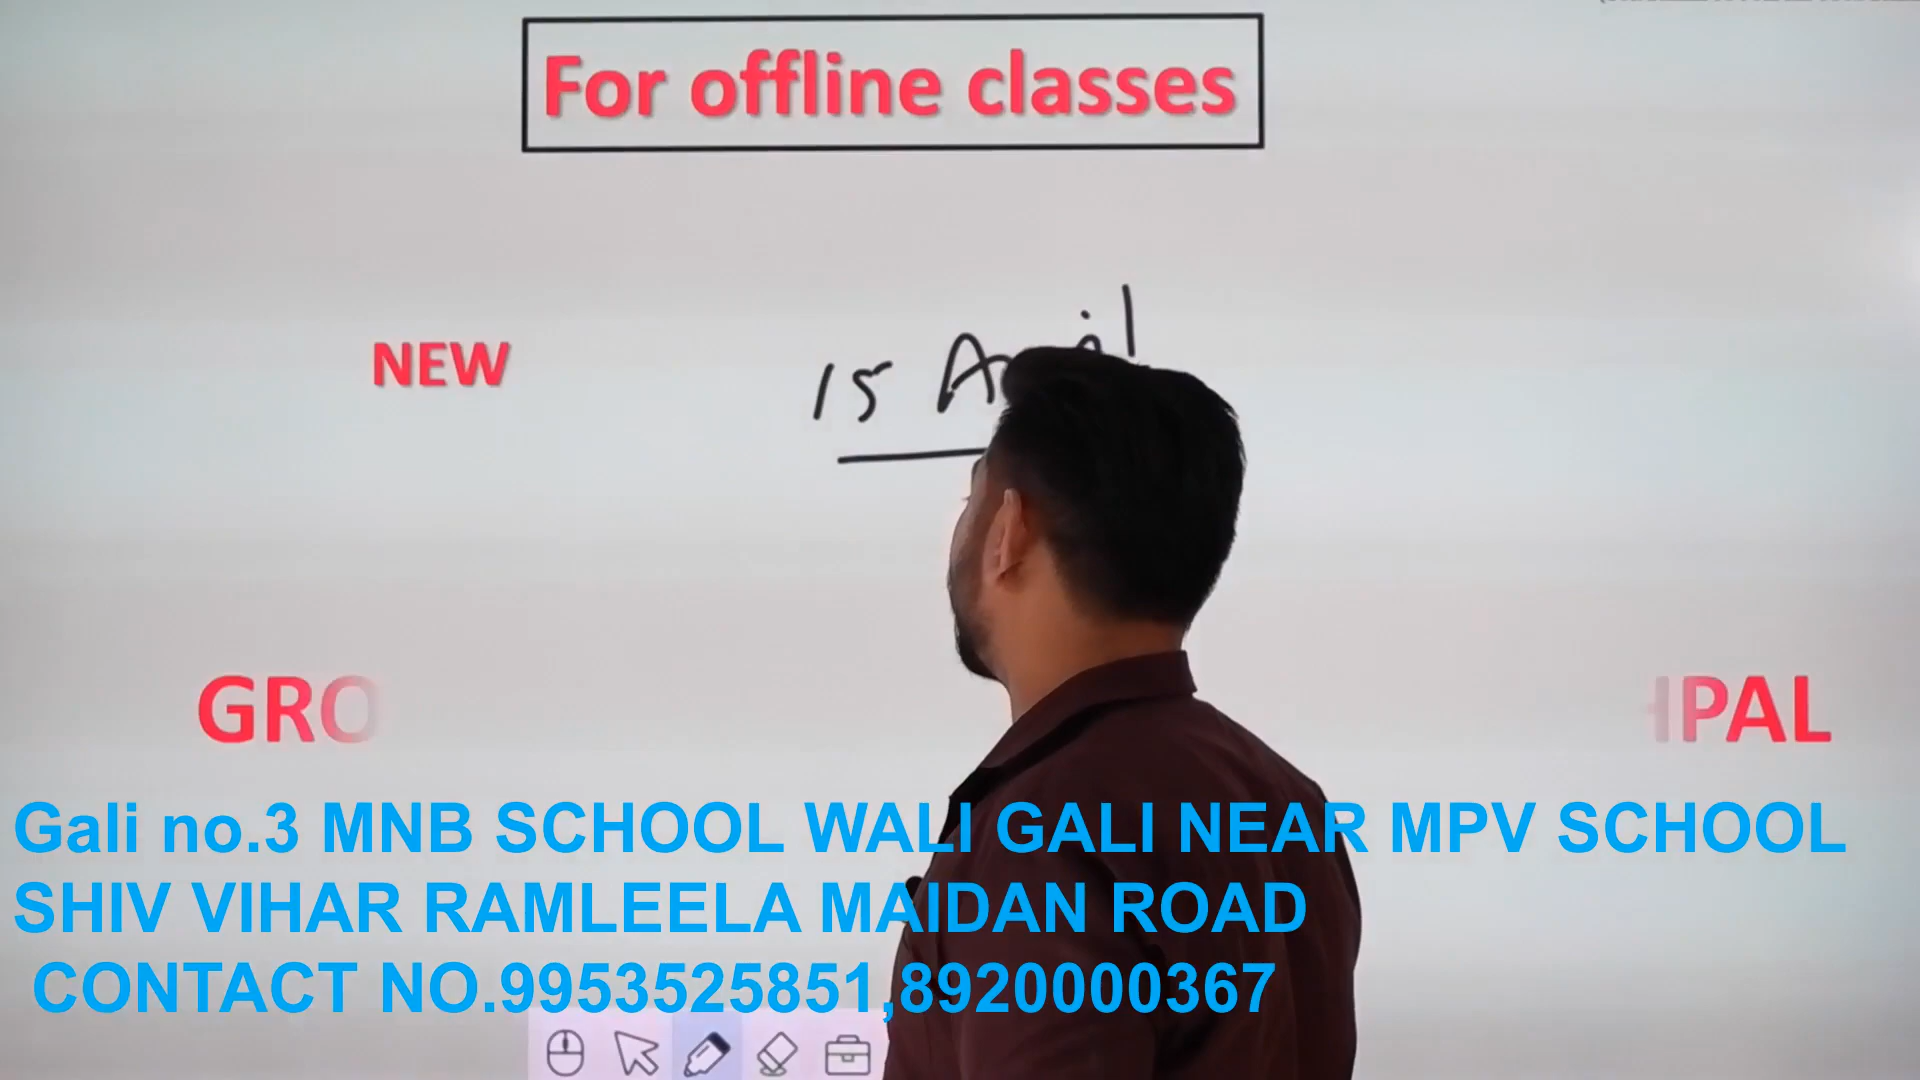 For offline classes
NEW
15 April
GRO
PAL
Gali no.3 MNB SCHOOL WALI GALI NEAR MPV SCHOOL
SHIV VIHAR RAMLEELA MAIDAN ROAD
CONTACT NO.9953525851,8920000367